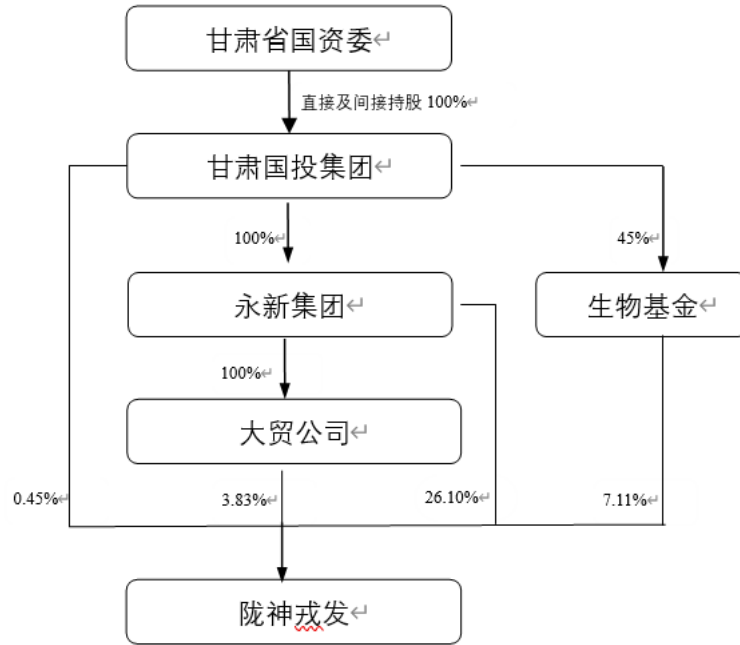 甘肃省国资委
直接及间接持股 100%
甘肃国投集团
100%
45%
永新集团
生物基金
100%
大贸公司
0.45%
3.83%
26.10%
7.11%
陇神戎发